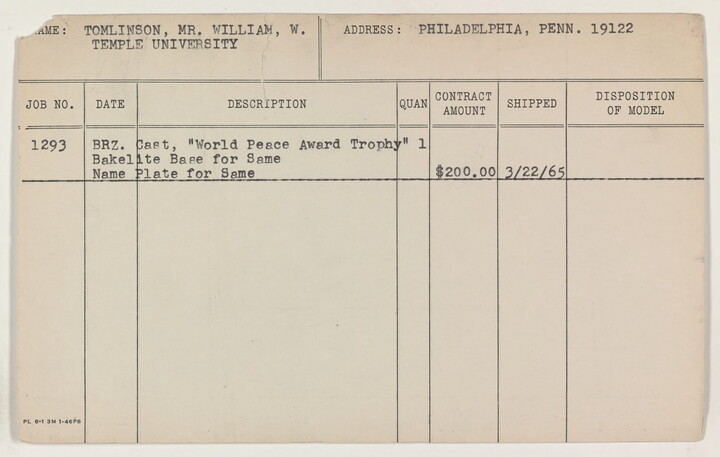 AME: TOMLINSON, MR. WILLIAM, W. ADDRESS: PHILADELPHIA, PENN. 19122
TEMPLE UNIVERSITY
JOB NO. DATE DESCRIPTION QUAN CONTRACT AMOUNT SHIPPED DISPOSITION OF MODEL
1293 BRZ. Cast, "World Peace Award Trophy" 1
Bakelite Base for Same
Name Plate for Same $200.00 3/22/65